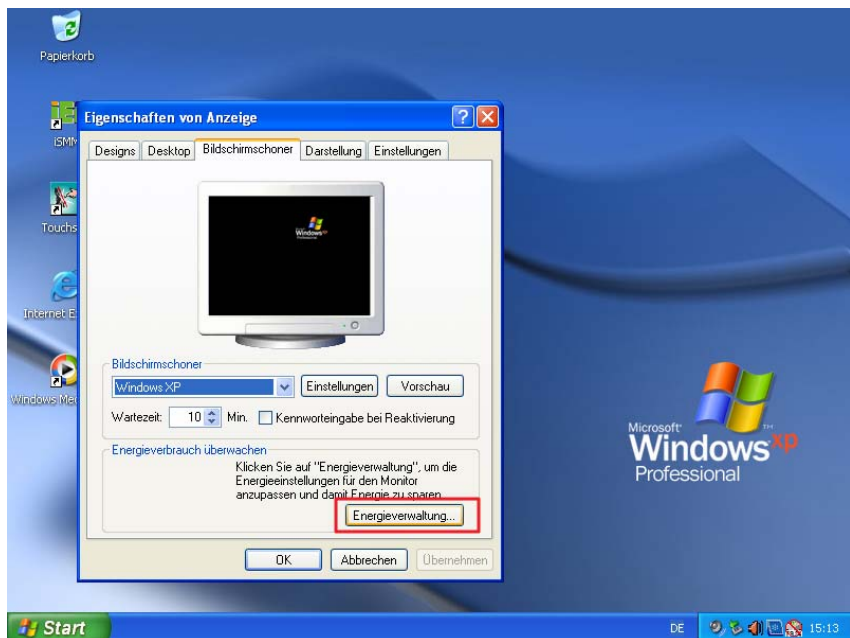 Papierkorb
iSMM
Touchs
Internet E
Windows Me
Eigenschaften von Anzeige
Designs Desktop Bildschirmschoner Darstellung Einstellungen
Windows xp
Bildschirmschoner
Windows XP Einstellungen Vorschau
Wartezeit: 10 Min. Kennworteingabe bei Reaktivierung
Energieverbrauch überwachen
Klicken Sie auf "Energieverwaltung", um die
Energieeinstellungen für den Monitor
anzupassen und damit Energie zu sparen
Energieverwaltung...
OK Abbrechen Übernehmen
Microsoft
Windows xp
Professional
Start DE 15:13